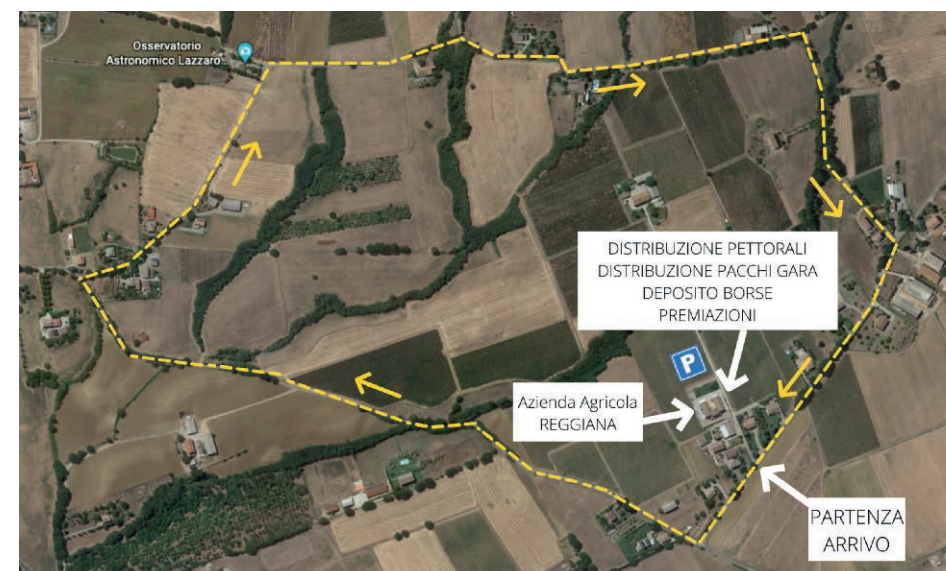 Osservatorio
Astronomico Lazzaro...
DISTRIBUZIONE PETTORALI
DISTRIBUZIONE PACCHI GARA
DEPOSITO BORSE
PREMIAZIONI
P
Azienda Agricola
REGGIANA
PARTENZA
ARRIVO